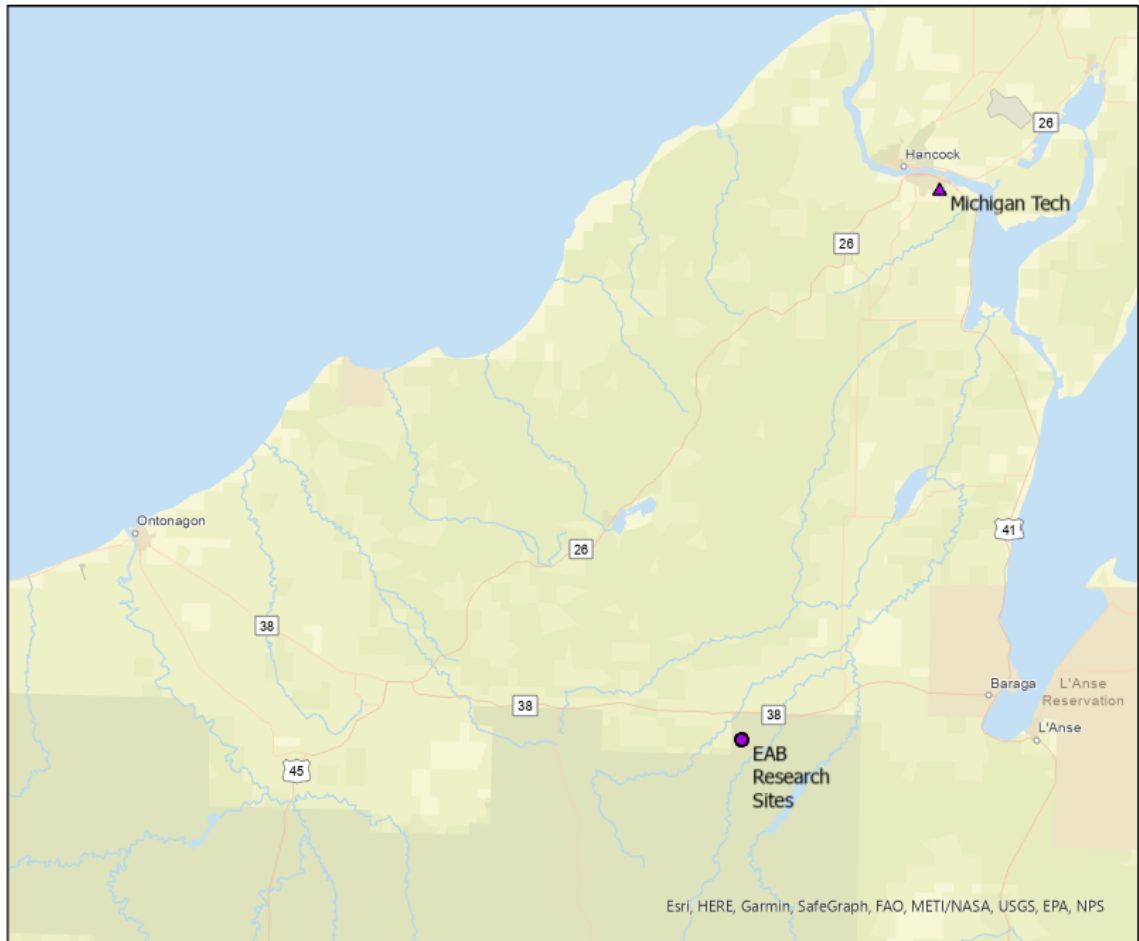 26
Hancock
Michigan Tech
26
Ontonagon
41
26
38
Baraga
L'Anse
Reservation
38
38
L'Anse
EAB
Research
Sites
45
Esri, HERE, Garmin, SafeGraph, FAO, METI/NASA, USGS, EPA, NPS